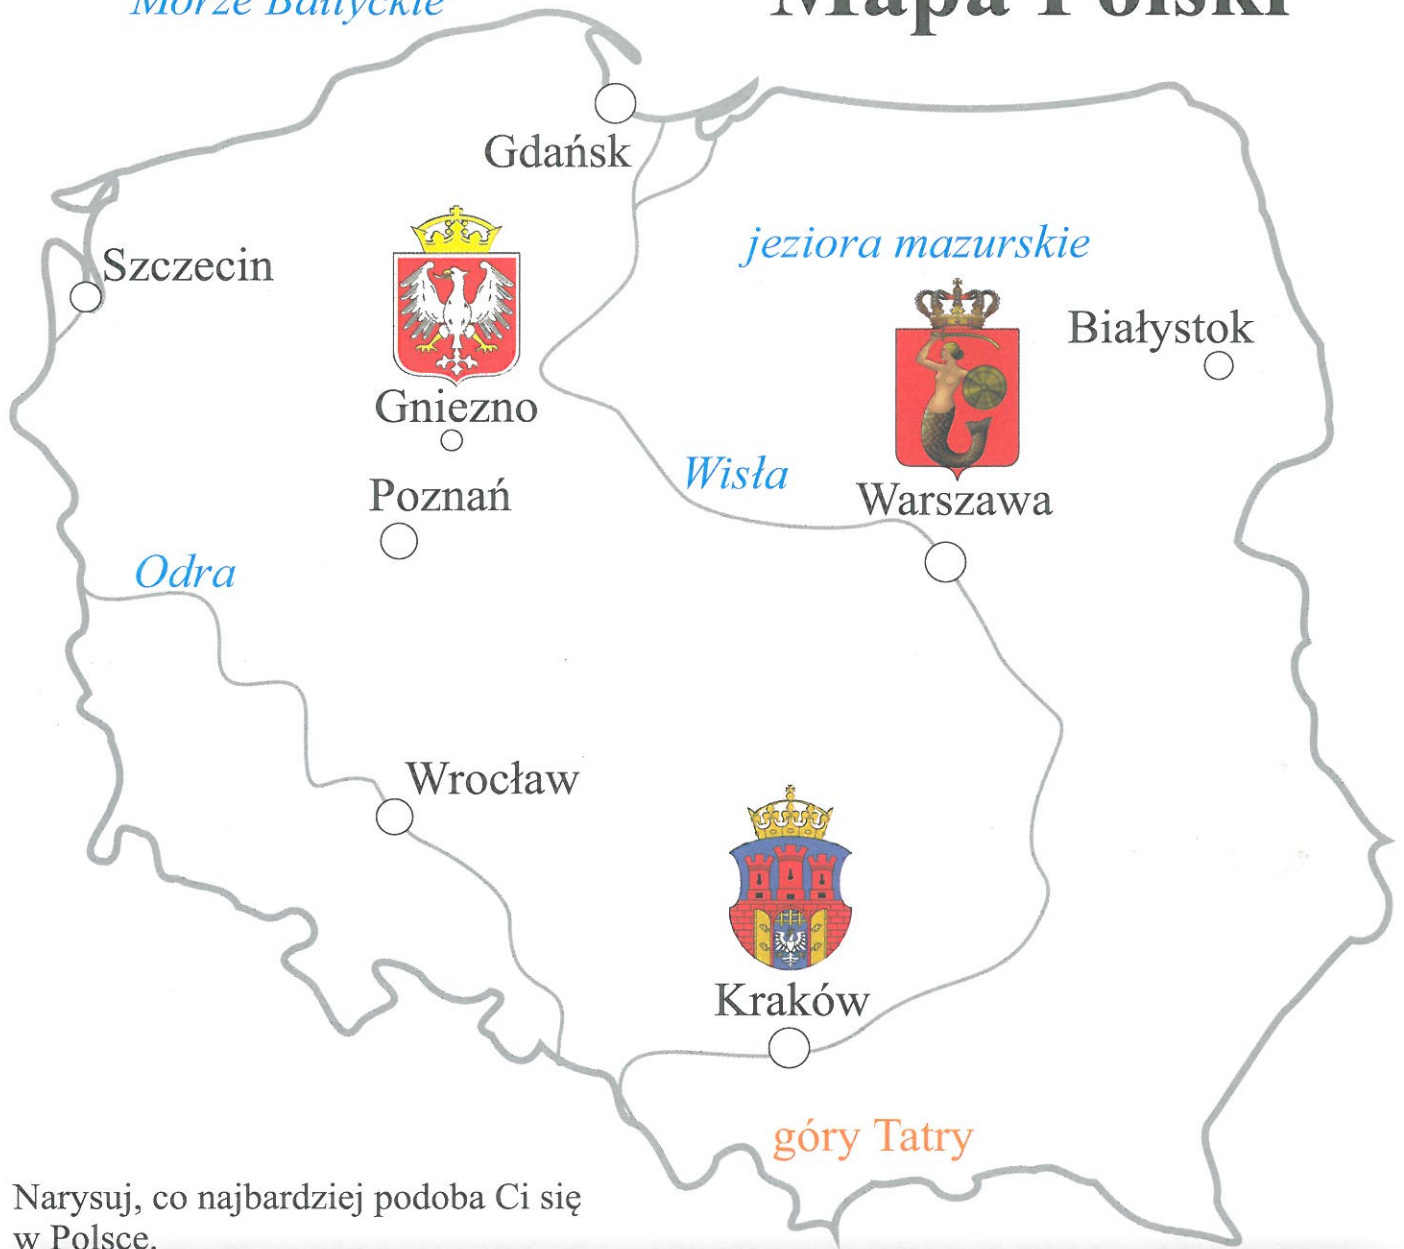 Morze Bałtyckie
Mapa Polski
Gdańsk
Szczecin
jeziora mazurskie
Białystok
Gniezno
Wisła
Warszawa
Poznań
Odra
Wrocław
Kraków
góry Tatry
Narysuj, co najbardziej podoba Ci się
w Polsce.